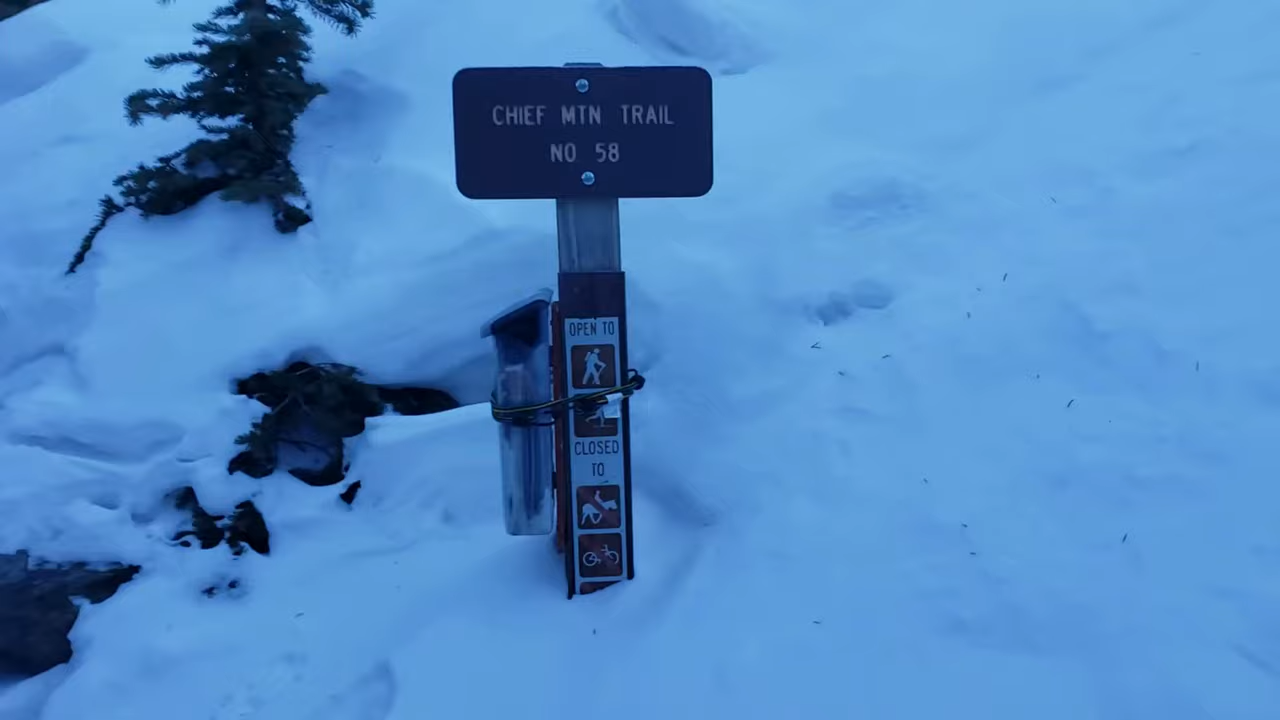 CHIEF MTN TRAIL
NO 58
OPEN TO
CLOSED
TO